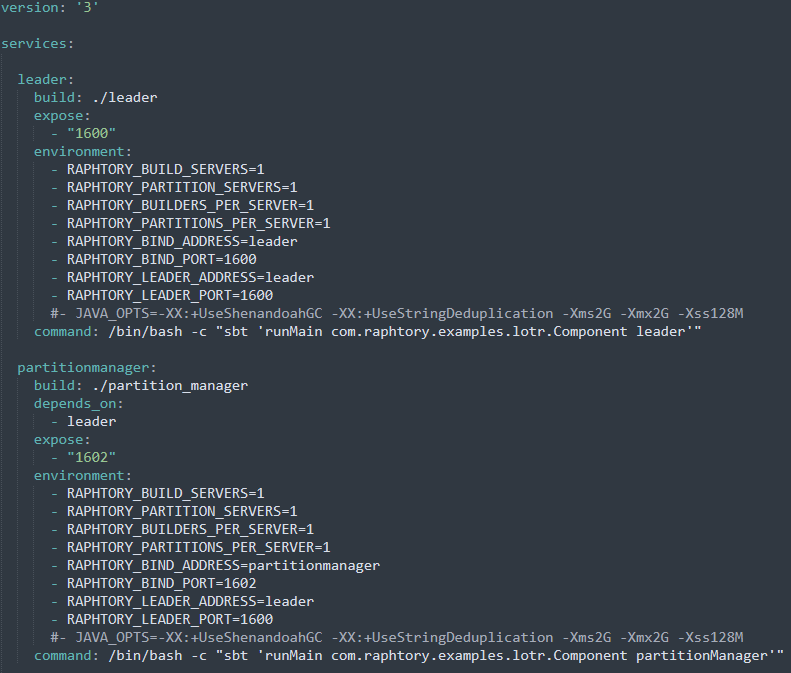 version: '3'
services:
leader:
build: ./leader
expose:
- "1600"
environment:
- RAPHTORY_BUILD_SERVERS=1
- RAPHTORY_PARTITION_SERVERS=1
- RAPHTORY_BUILDERS_PER_SERVER=1
- RAPHTORY_PARTITIONS_PER_SERVER=1
- RAPHTORY_BIND_ADDRESS=leader
- RAPHTORY_BIND_PORT=1600
- RAPHTORY_LEADER_ADDRESS=leader
- RAPHTORY_LEADER_PORT=1600
#- JAVA_OPTS=-XX:+UseShenandoahGC -XX:+UseStringDeduplication -Xms2G -Xmx2G -Xss128M
command: /bin/bash -c "sbt 'runMain com.raphtory.examples.lotr.Component leader'"
partitionmanager:
build: ./partition_manager
depends_on:
- leader
expose:
- "1602"
environment:
- RAPHTORY_BUILD_SERVERS=1
- RAPHTORY_PARTITION_SERVERS=1
- RAPHTORY_BUILDERS_PER_SERVER=1
- RAPHTORY_PARTITIONS_PER_SERVER=1
- RAPHTORY_BIND_ADDRESS=partitionmanager
- RAPHTORY_BIND_PORT=1602
- RAPHTORY_LEADER_ADDRESS=leader
- RAPHTORY_LEADER_PORT=1600
#- JAVA_OPTS=-XX:+UseShenandoahGC -XX:+UseStringDeduplication -Xms2G -Xmx2G -Xss128M
command: /bin/bash -c "sbt 'runMain com.raphtory.examples.lotr.Component partitionManager'"